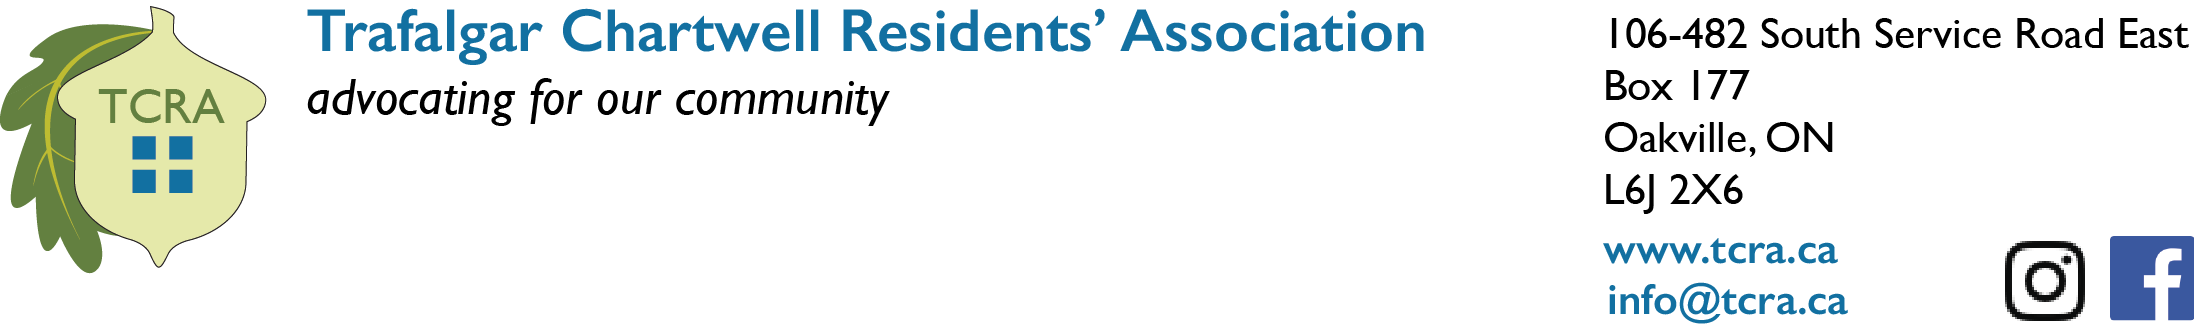 TCRA
Trafalgar Chartwell Residents’ Association
advocating for our community
106-482 South Service Road East
Box 177
Oakville, ON
L6J 2X6
www.tcra.ca
info@tcra.ca